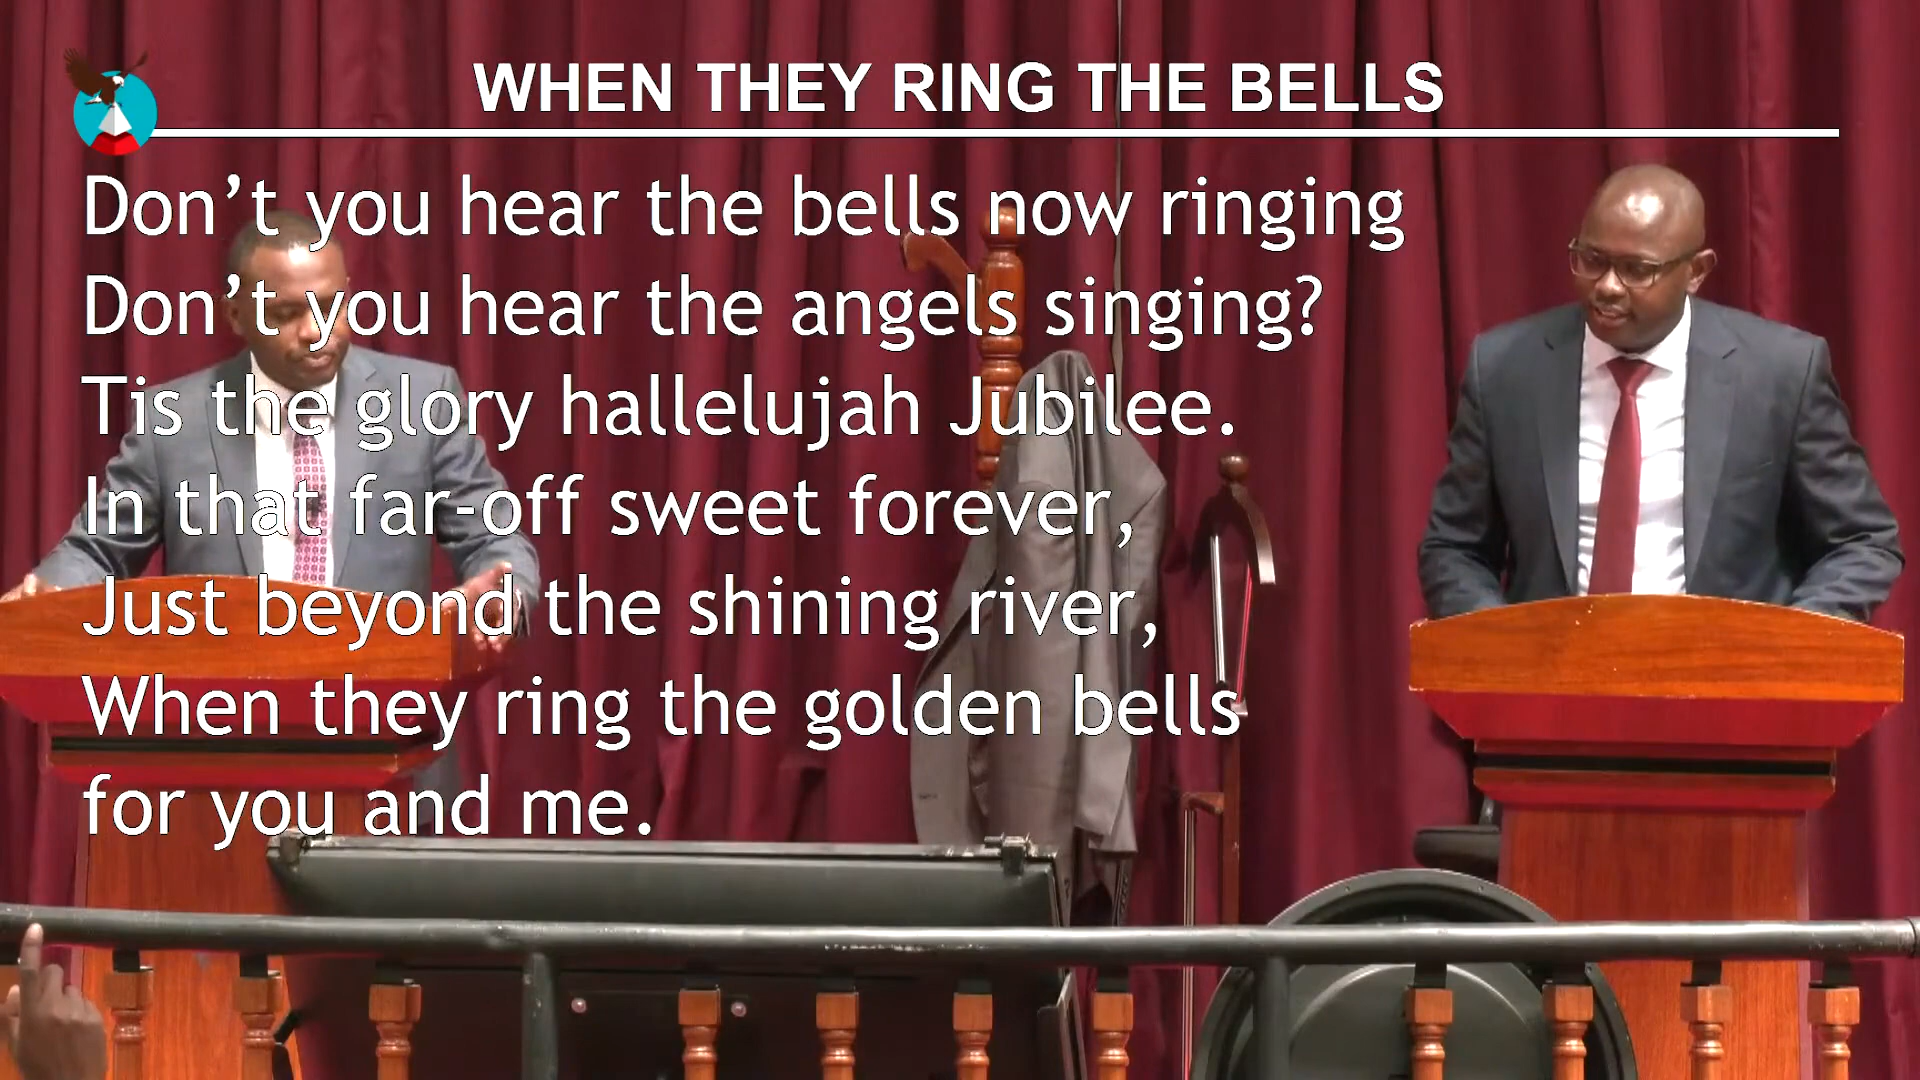 WHEN THEY RING THE BELLS
Don’t you hear the bells now ringing
Don’t you hear the angels singing?
Tis the glory hallelujah Jubilee.
In that far-off sweet forever,
Just beyond the shining river,
When they ring the golden bells
for you and me.